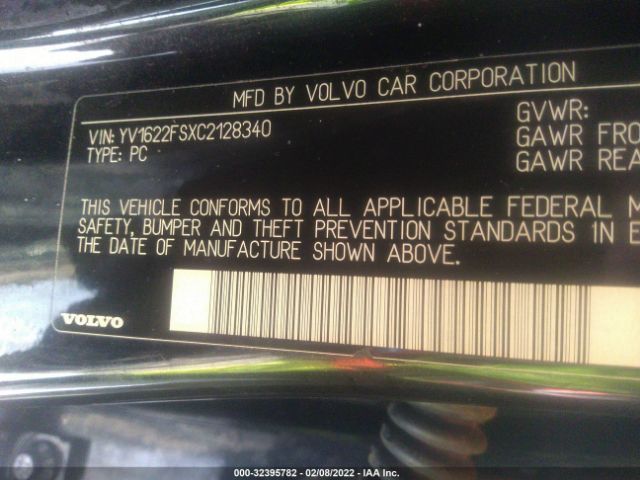 MFD BY VOLVO CAR CORPORATION
VIN: YV1622FSXC2128340
TYPE: PC
GVWR:
GAWR FRO
GAWR REA
THIS VEHICLE CONFORMS TO ALL APPLICABLE FEDERAL M
SAFETY, BUMPER AND THEFT PREVENTION STANDARDS IN E
THE DATE OF MANUFACTURE SHOWN ABOVE.
VOLVO
000-32395782 - 02/08/2022 - IAA Inc.